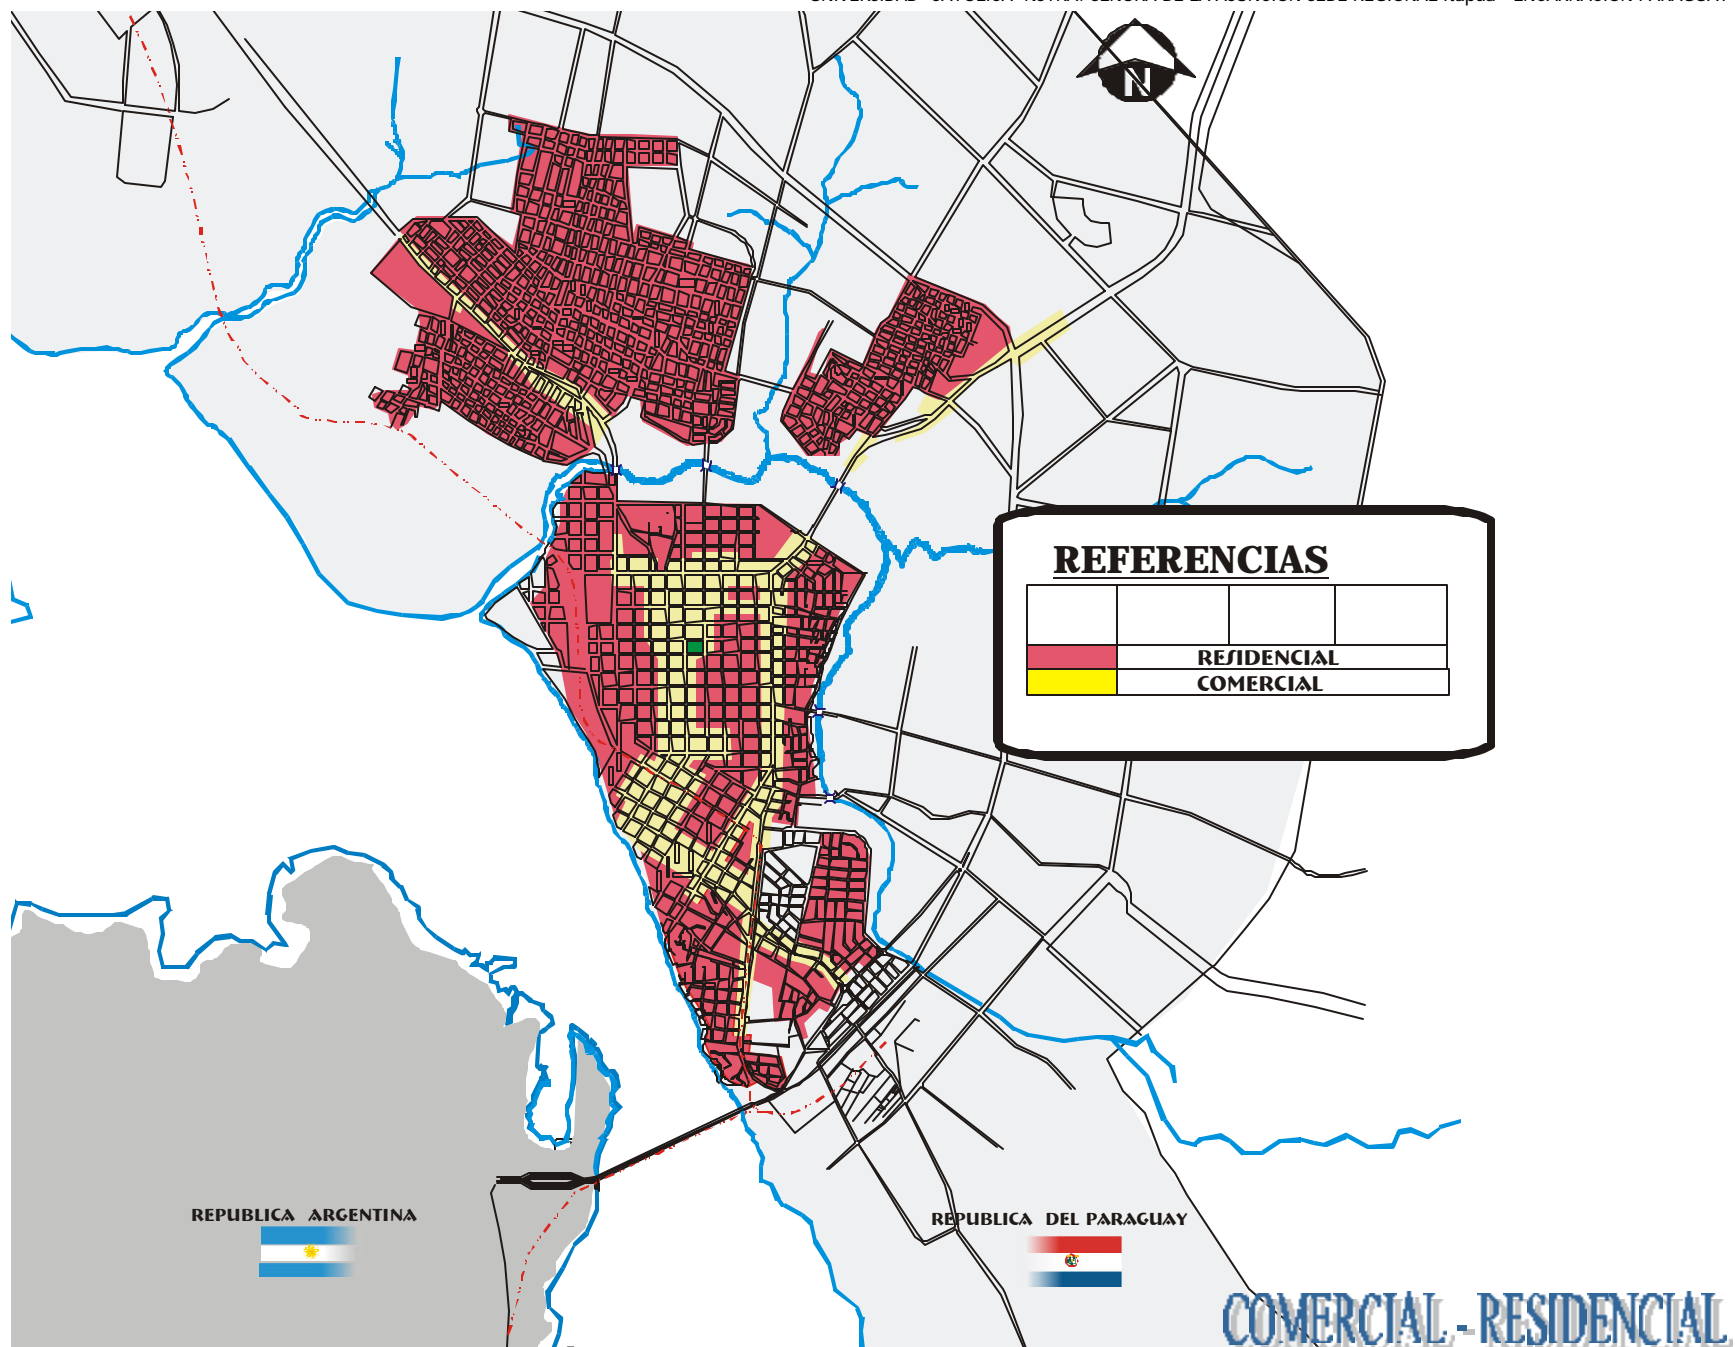 N
REFERENCIAS
RESIDENCIAL
COMERCIAL
REPUBLICA ARGENTINA
REPUBLICA DEL PARAGUAY
COMERCIAL - RESIDENCIAL